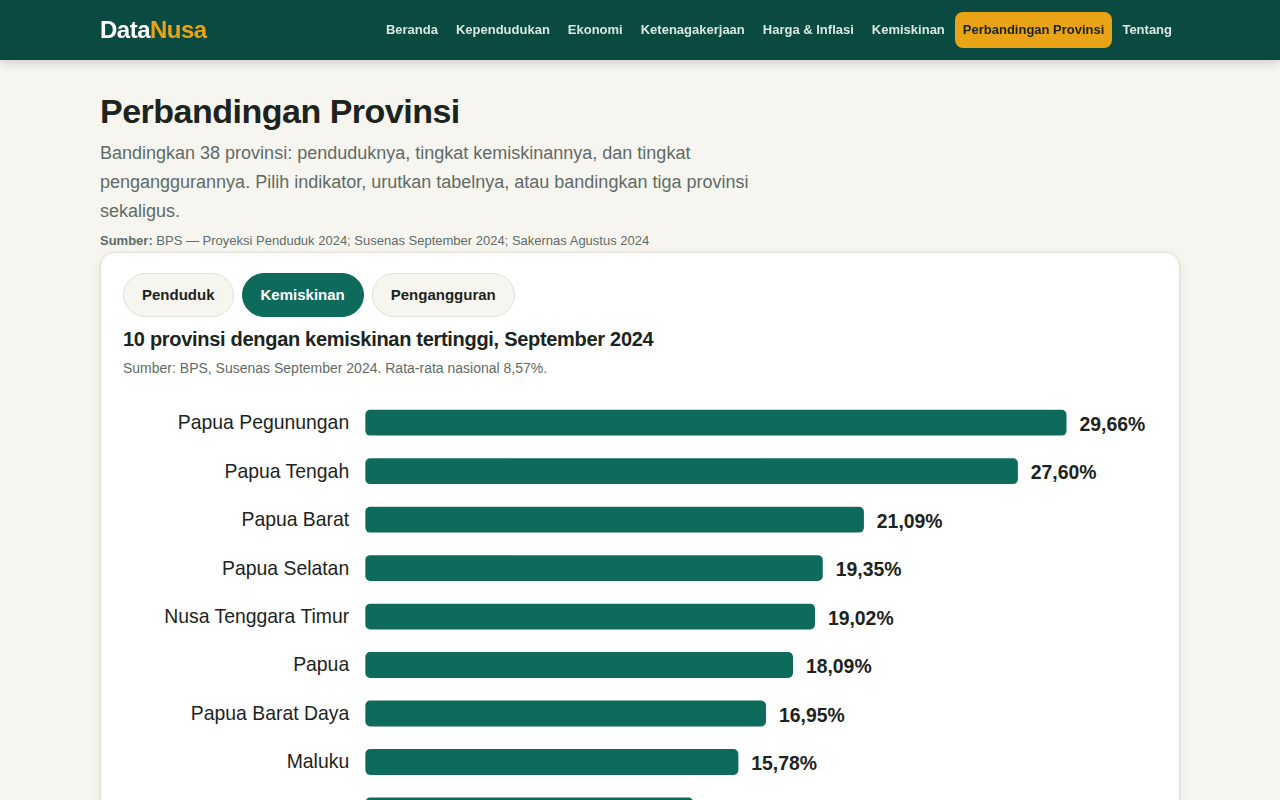 DataNusa
Beranda
Kependudukan
Ekonomi
Ketenagakerjaan
Harga & Inflasi
Kemiskinan
Perbandingan Provinsi
Tentang
Perbandingan Provinsi
Bandingkan 38 provinsi: penduduknya, tingkat kemiskinannya, dan tingkat
penganggurannya. Pilih indikator, urutkan tabelnya, atau bandingkan tiga provinsi
sekaligus.
Sumber: BPS — Proyeksi Penduduk 2024; Susenas September 2024; Sakernas Agustus 2024
Penduduk
Kemiskinan
Pengangguran
10 provinsi dengan kemiskinan tertinggi, September 2024
Sumber: BPS, Susenas September 2024. Rata-rata nasional 8,57%.
Papua Pegunungan 29,66%
Papua Tengah 27,60%
Papua Barat 21,09%
Papua Selatan 19,35%
Nusa Tenggara Timur 19,02%
Papua 18,09%
Papua Barat Daya 16,95%
Maluku 15,78%